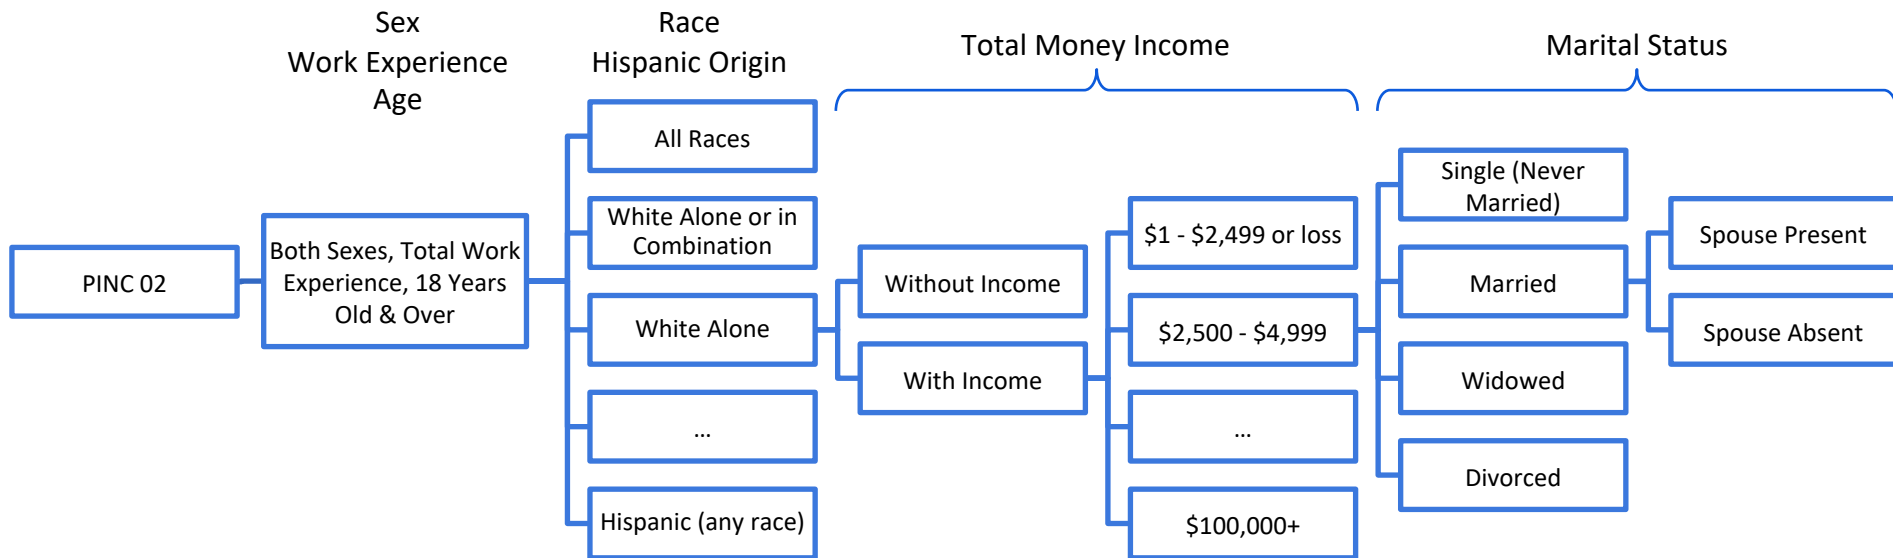 Sex
Work Experience
Age
Race
Hispanic Origin
Total Money Income
Marital Status
PINC 02
Both Sexes, Total Work
Experience, 18 Years
Old & Over
All Races
White Alone or in
Combination
White Alone
...
Hispanic (any race)
Without Income
With Income
$1 - $2,499 or loss
$2,500 - $4,999
...
$100,000+
Single (Never
Married)
Married
Widowed
Divorced
Spouse Present
Spouse Absent